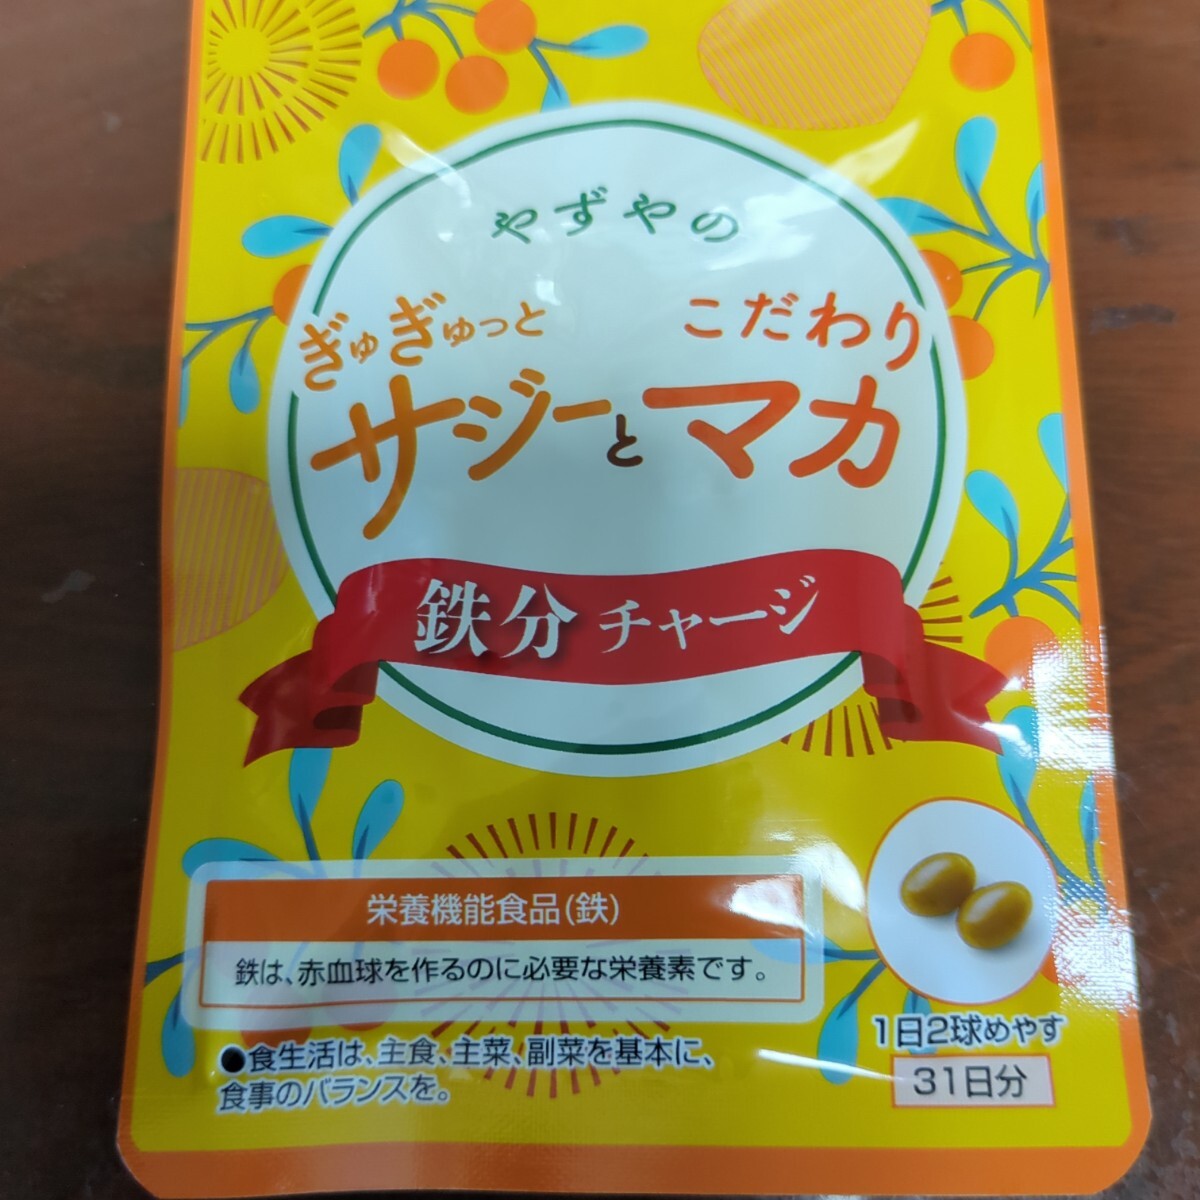 やずやの
ぎゅぎゅっと
サジーと
こだわり
マカ
鉄分 チャージ
栄養機能食品(鉄)
鉄は、赤血球を作るのに必要な栄養素です。
●食生活は、主食、主菜、副菜を基本に、
食事のバランスを。
1日2球めやす
31日分